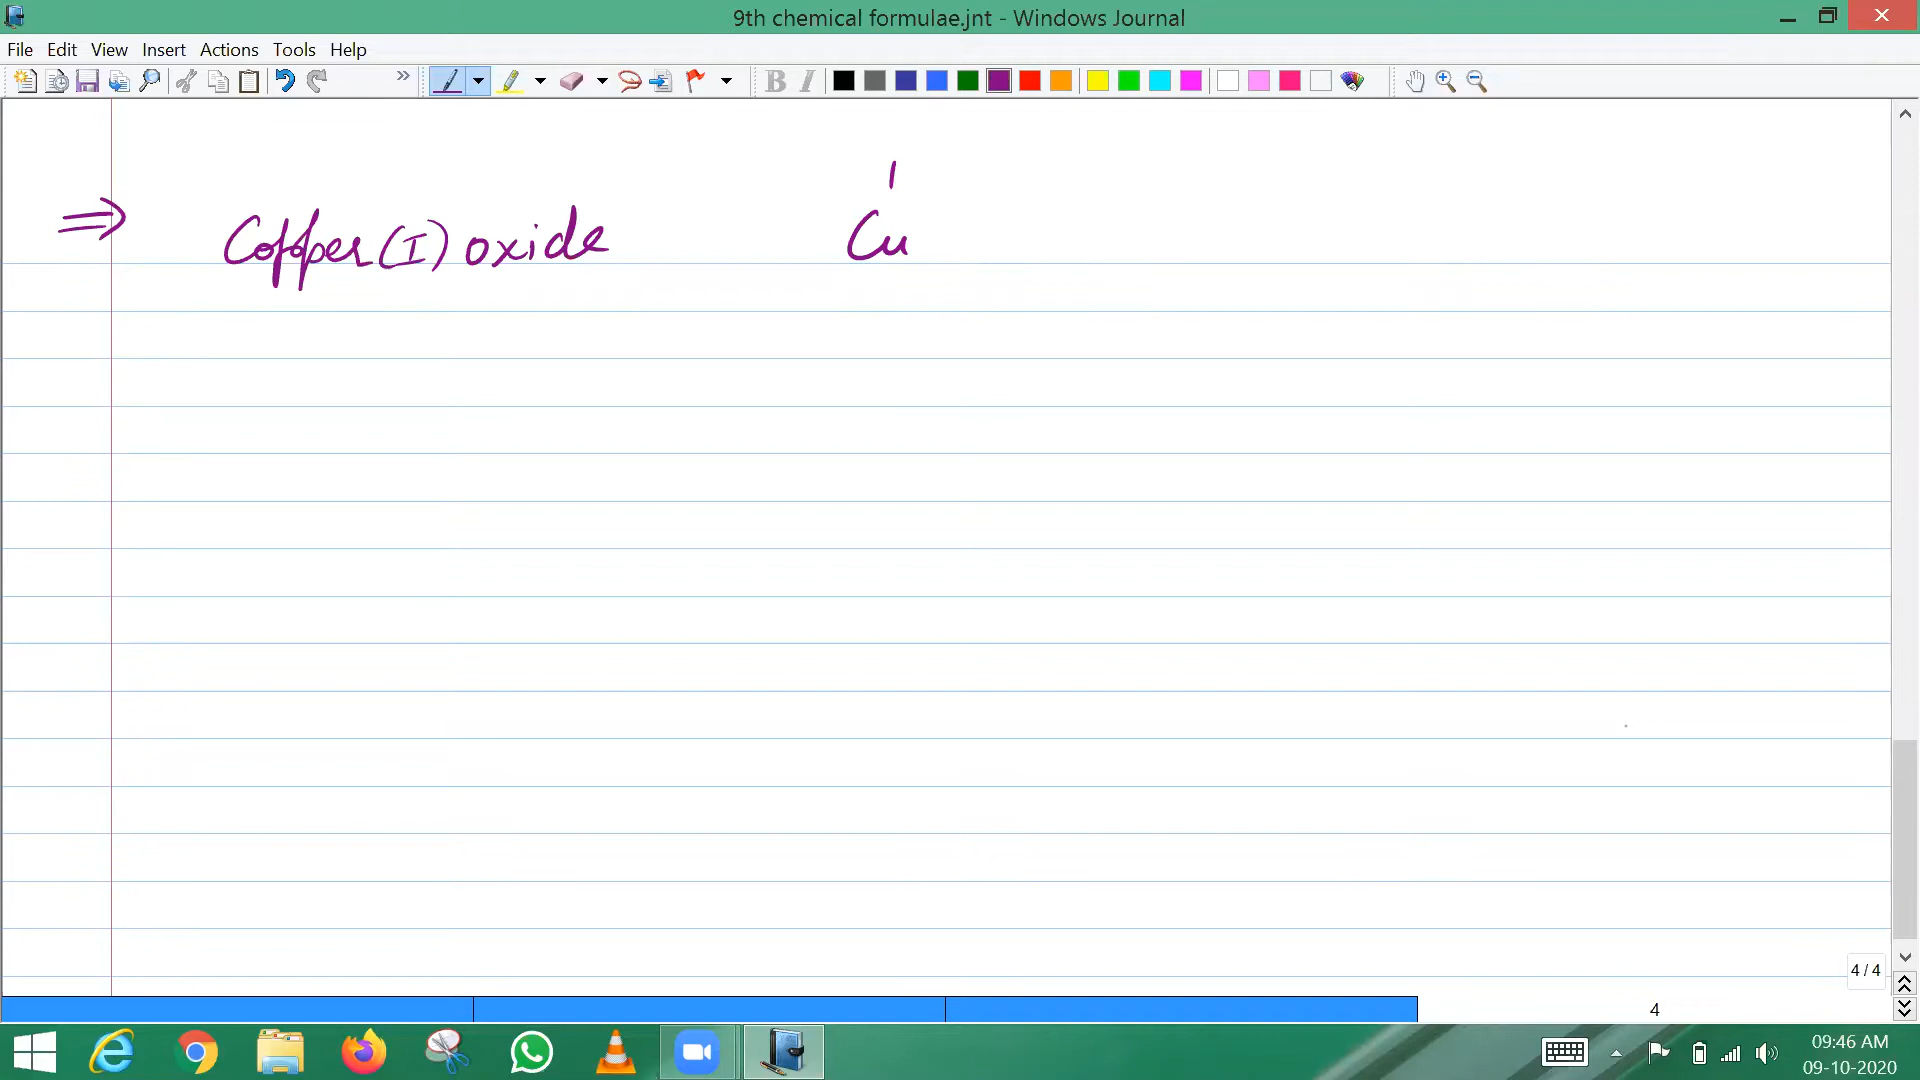 9th chemical formulae.jnt - Windows Journal
File Edit View Insert Actions Tools Help
B I
1
⇒ Copper (I) oxide Cu
4 / 4
4
09:46 AM
09-10-2020